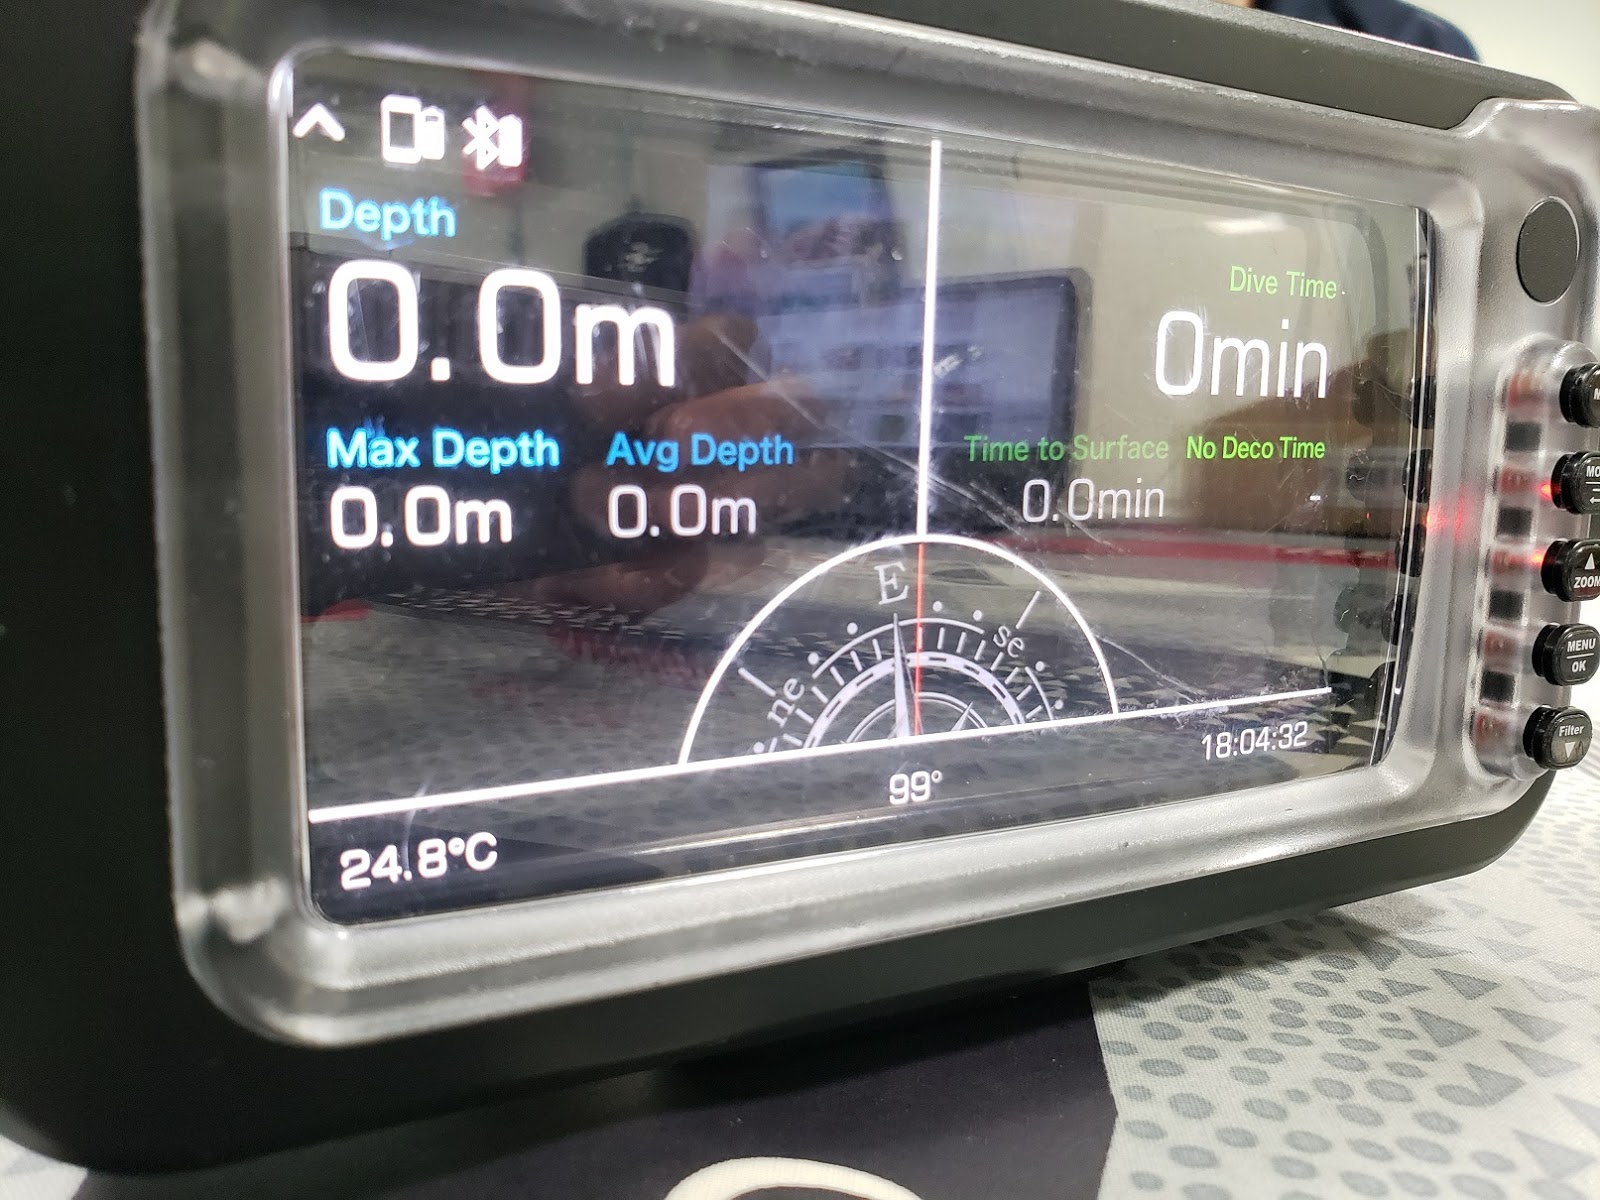 Depth
0.0m
Max Depth Avg Depth
0.0m 0.0m
Dive Time
0min
Time to Surface No Deco Time
0.0min -
E
ne
se
99°
18:04:32
24.8°C
ZOOM
MENU
OK
Filter